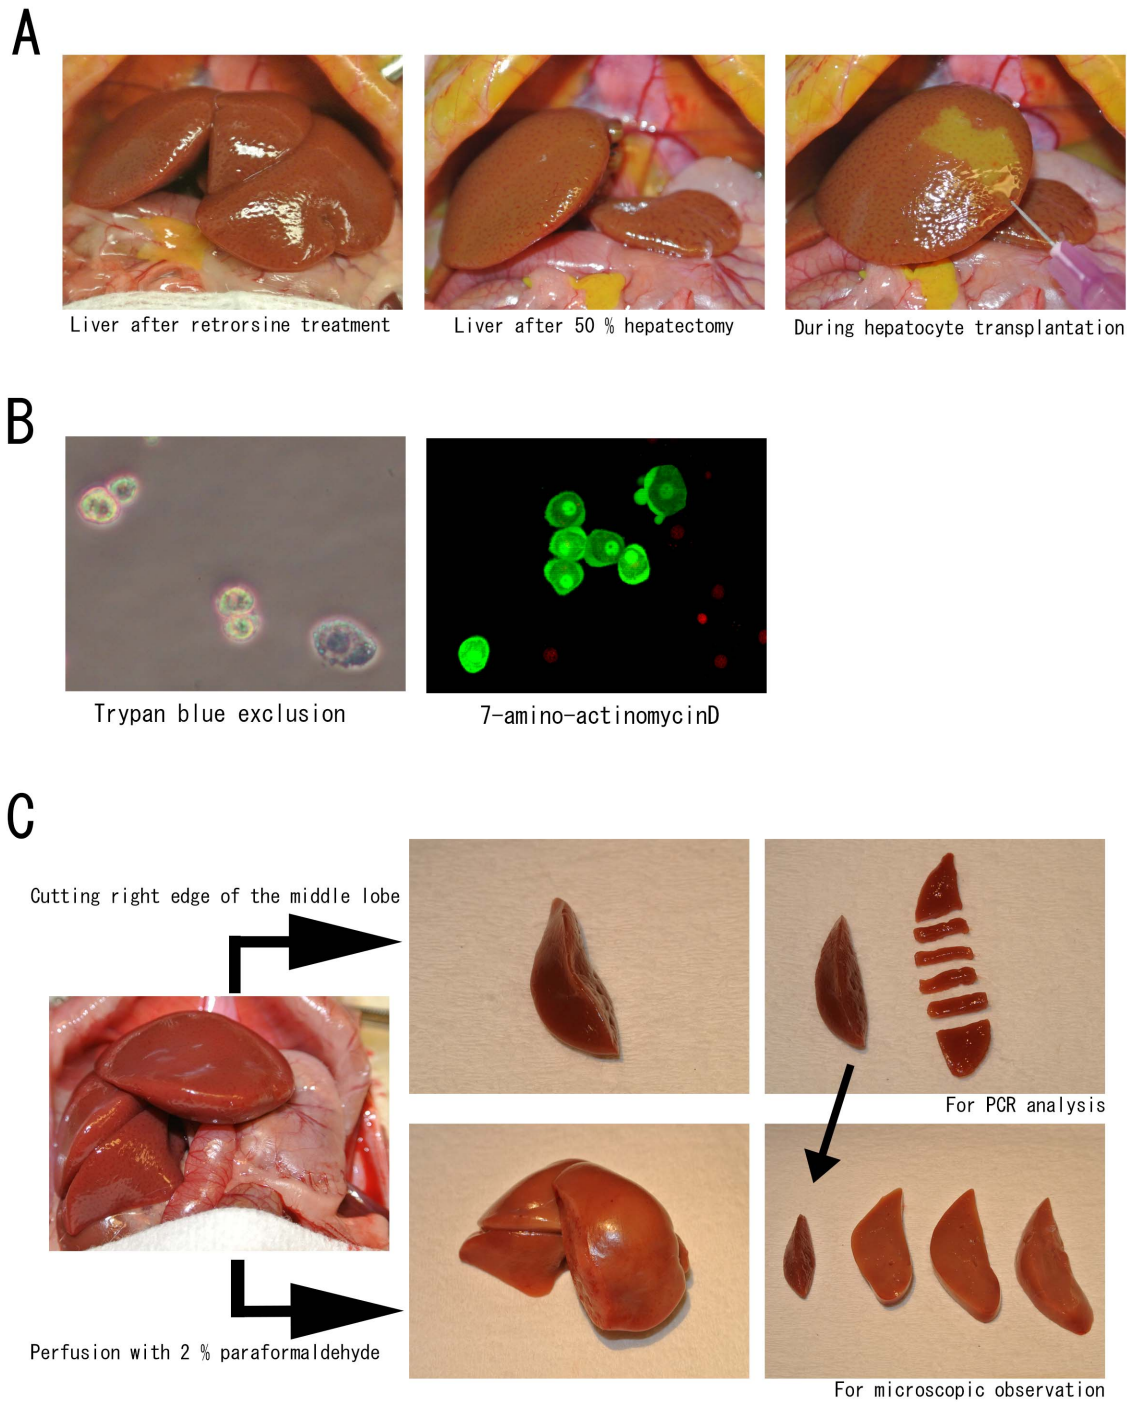 A
Liver after retrorsine treatment
Liver after 50 % hepatectomy
During hepatocyte transplantation
B
Trypan blue exclusion
7-amino-actinomycinD
C
Cutting right edge of the middle lobe
For PCR analysis
Perfusion with 2 % paraformaldehyde
For microscopic observation